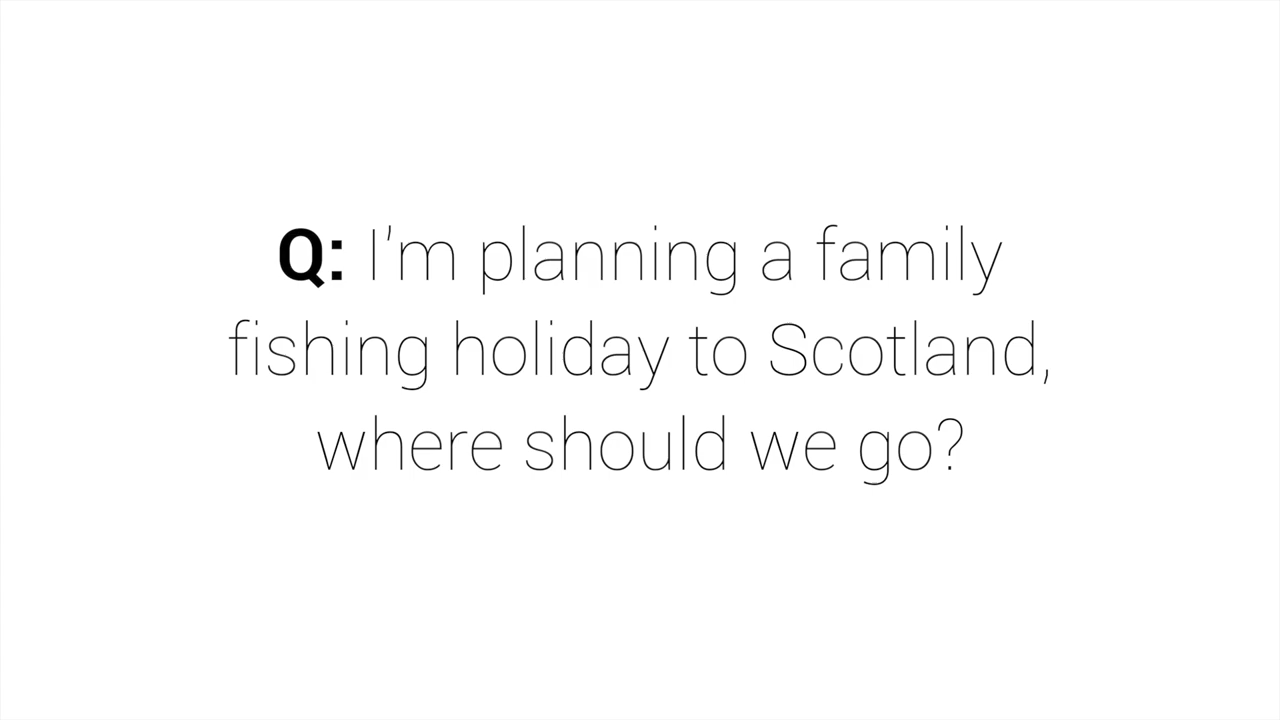 Q: I’m planning a family
fishing holiday to Scotland,
where should we go?